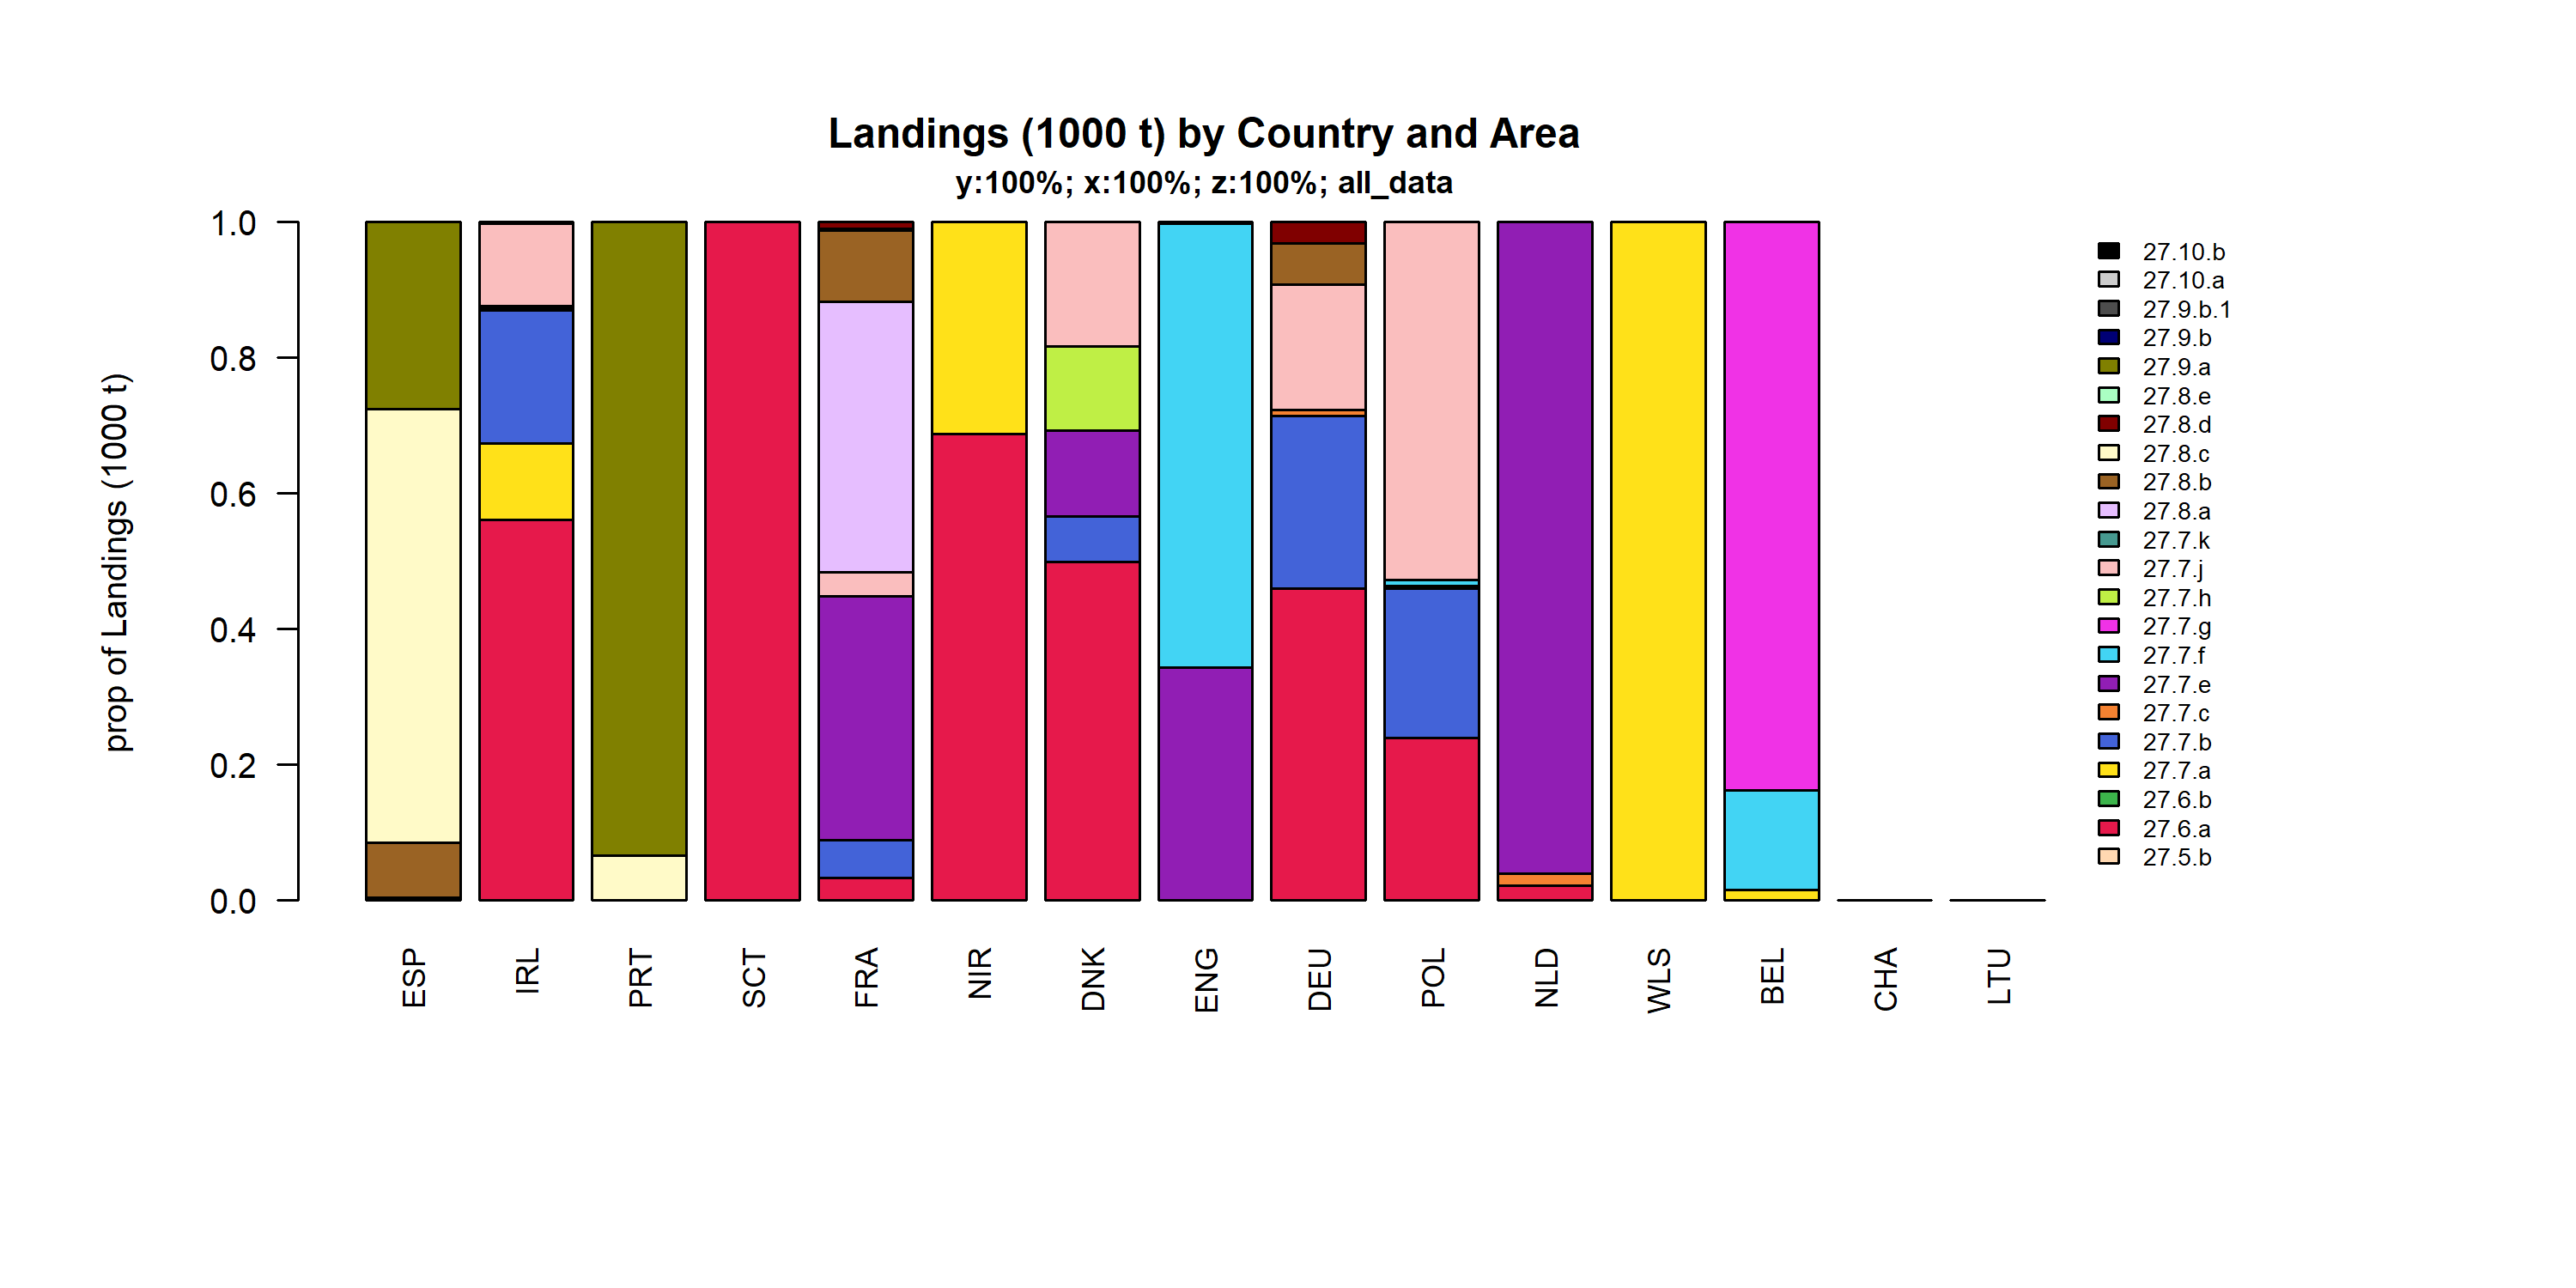 Landings (1000 t) by Country and Area
y:100%; x:100%; z:100%; all_data
prop of Landings (1000 t)
1.0
0.8
0.6
0.4
0.2
0.0
ESP
IRL
PRT
SCT
FRA
NIR
DNK
ENG
DEU
POL
NLD
WLS
BEL
CHA
LTU
27.10.b
27.10.a
27.9.b.1
27.9.b
27.9.a
27.8.e
27.8.d
27.8.c
27.8.b
27.8.a
27.7.k
27.7.j
27.7.h
27.7.g
27.7.f
27.7.e
27.7.c
27.7.b
27.7.a
27.6.b
27.6.a
27.5.b